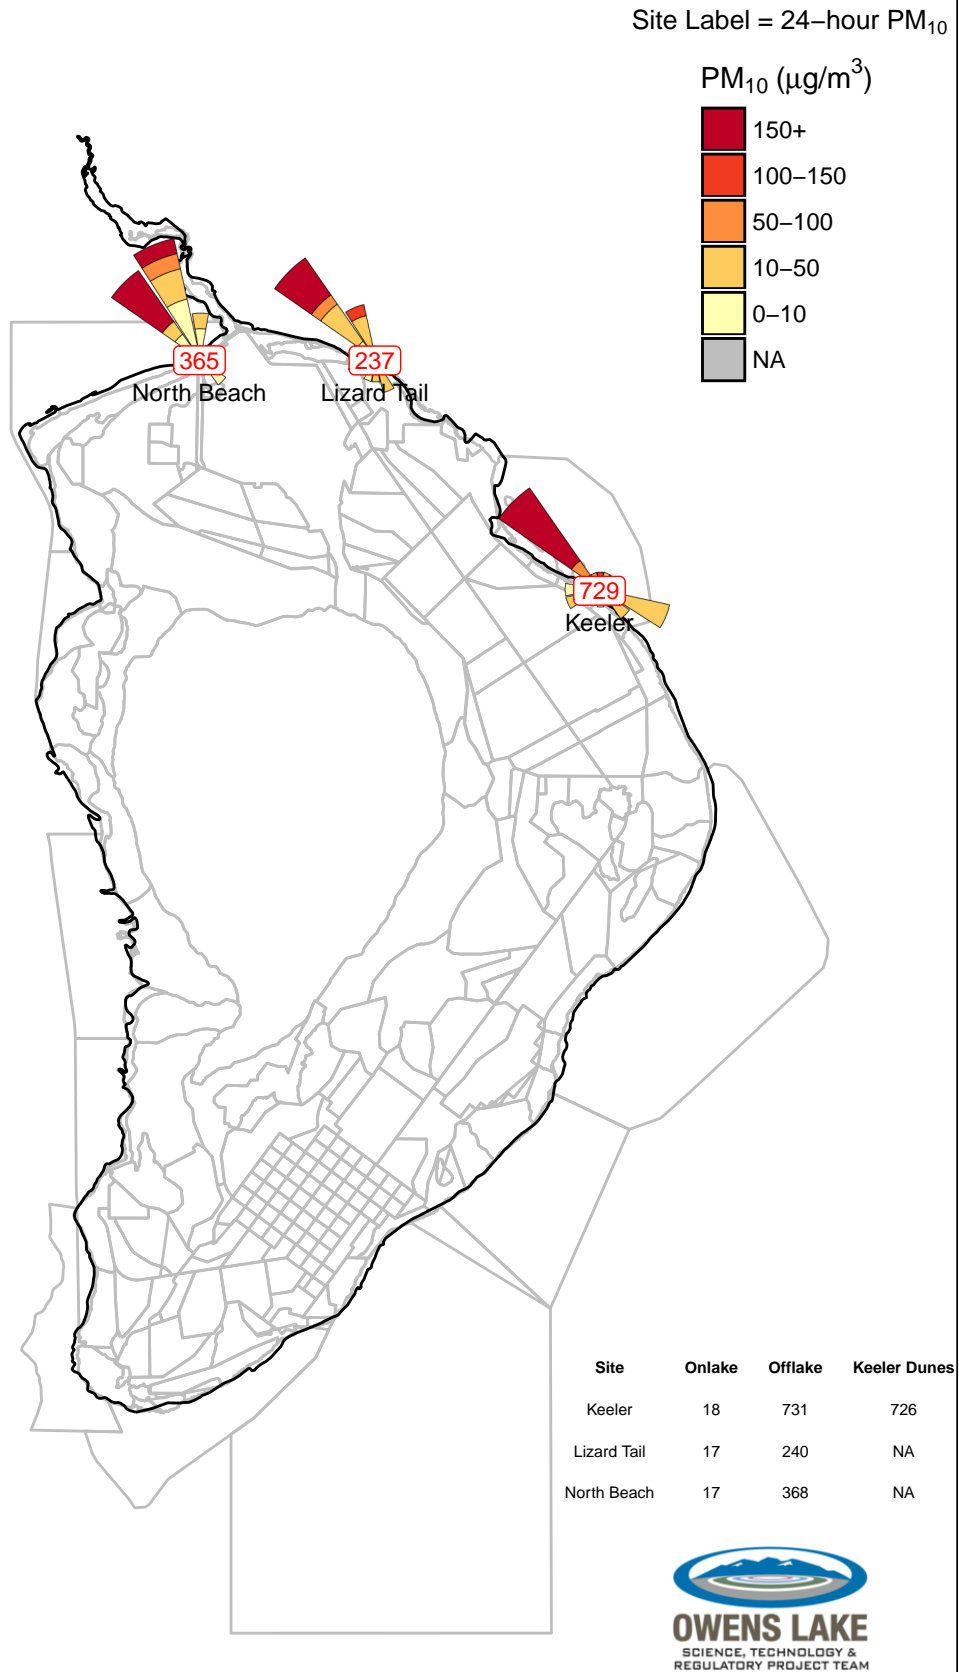 Site Label = 24−hour PM₁₀
PM₁₀ (μg/m³)
150+
100−150
50−100
10−50
0−10
NA
365
North Beach
237
Lizard Tail
729
Keeler
Site Onlake Offlake Keeler Dunes
Keeler 18 731 726
Lizard Tail 17 240 NA
North Beach 17 368 NA
OWENS LAKE
SCIENCE, TECHNOLOGY &
REGULATORY PROJECT TEAM